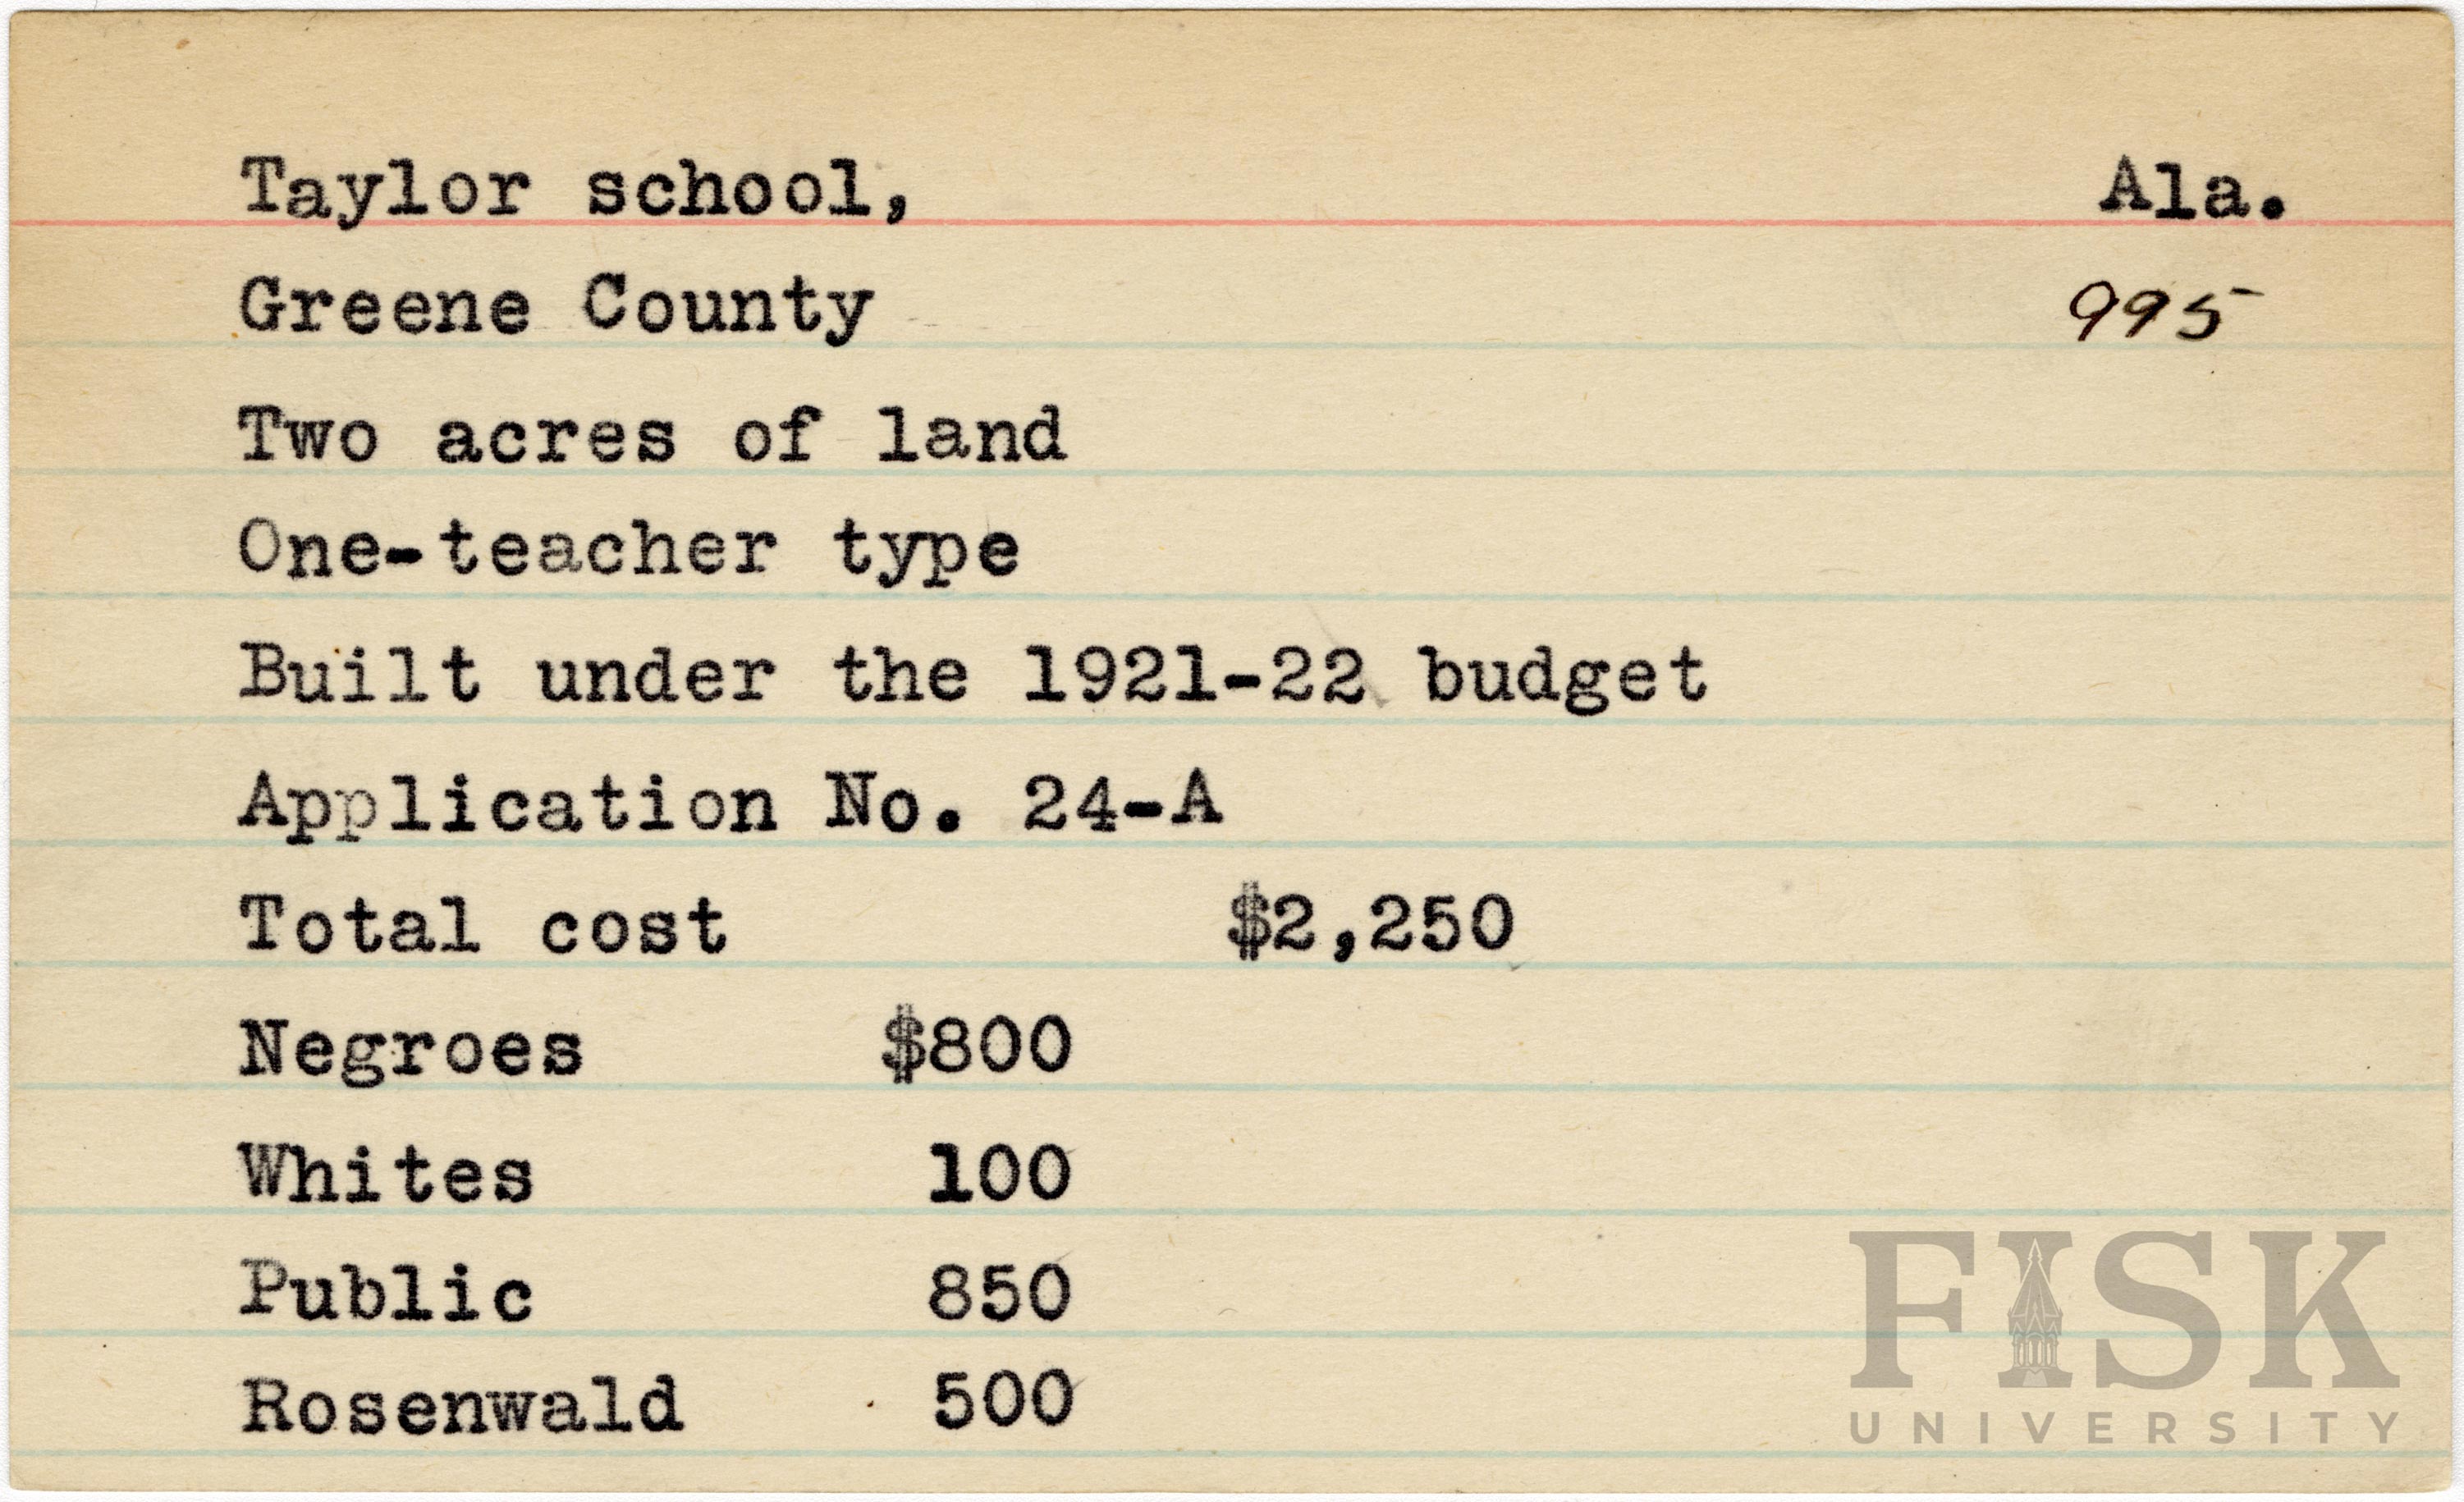 Taylor school, Ala.
Greene County 995
Two acres of land
One-teacher type
Built under the 1921-22 budget
Application No. 24-A
Total cost $2,250
Negroes $800
Whites 100
Public 850
Rosenwald 500
FISK
UNIVERSITY